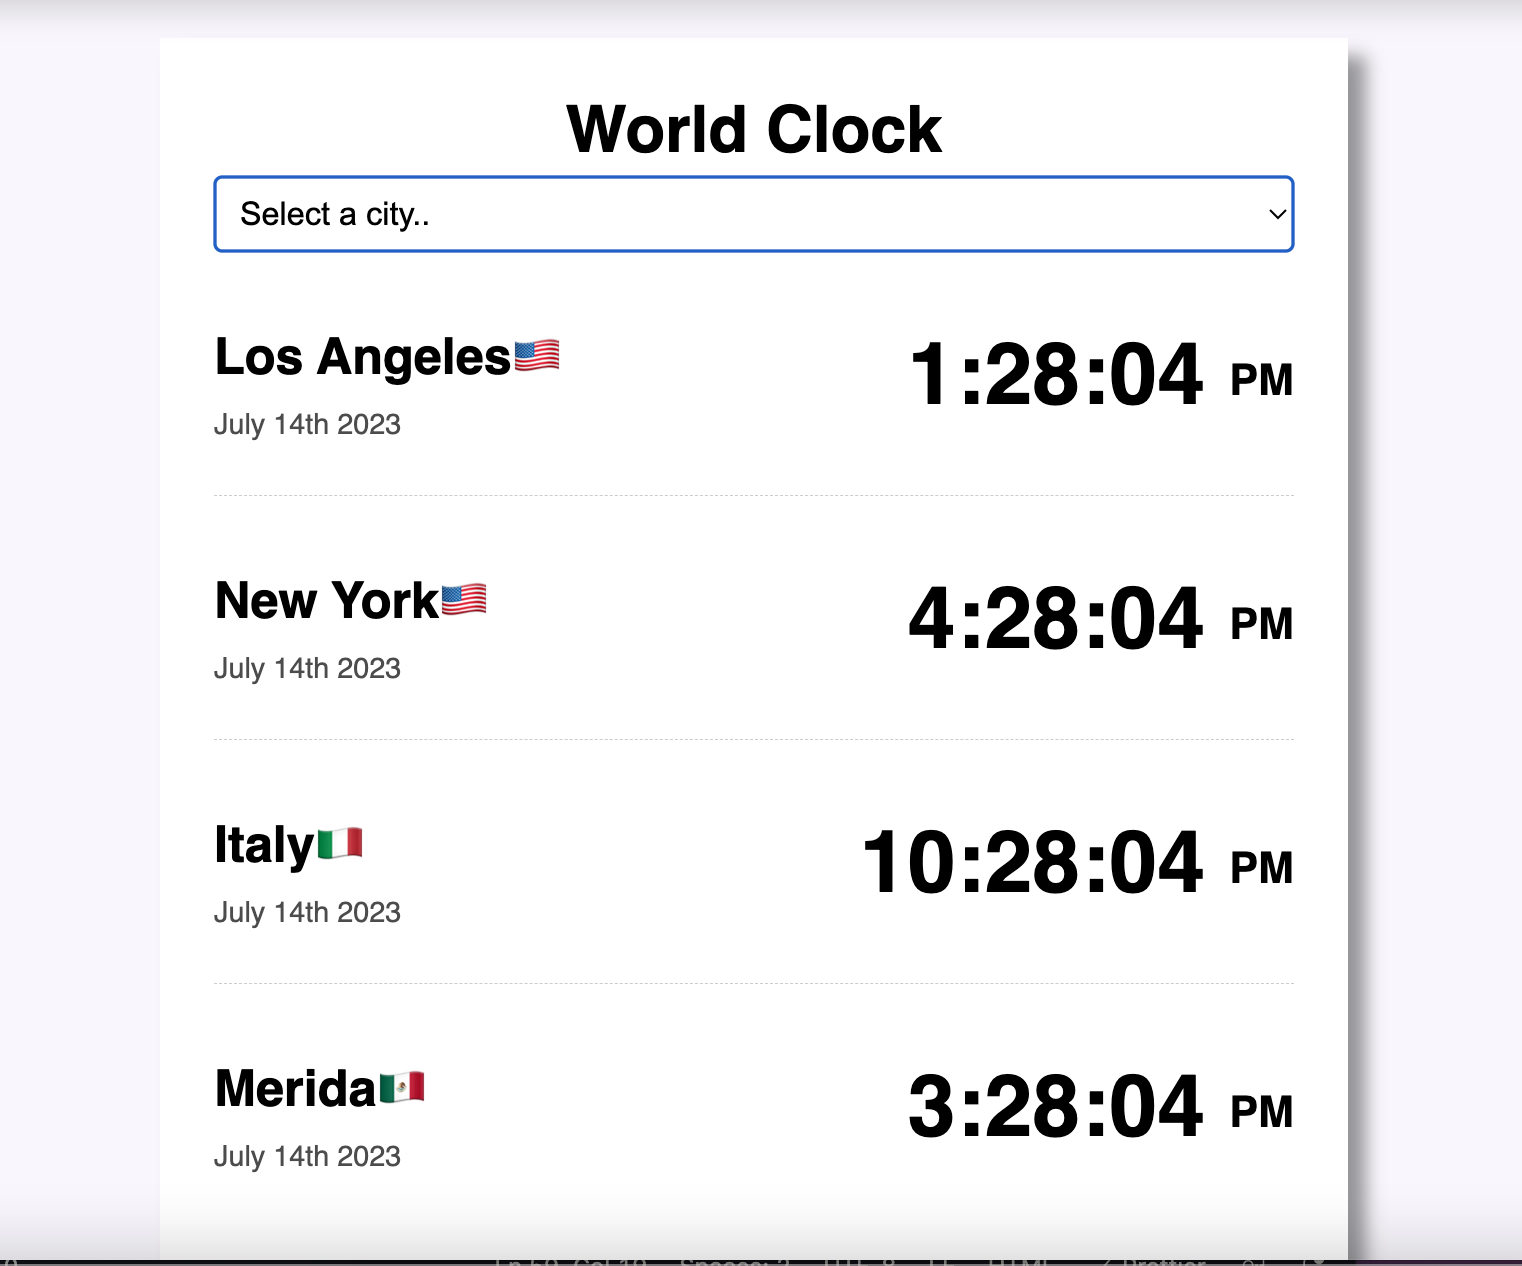 World Clock
Select a city..
Los Angeles
1:28:04 PM
July 14th 2023
New York
4:28:04 PM
July 14th 2023
Italy
10:28:04 PM
July 14th 2023
Merida
3:28:04 PM
July 14th 2023